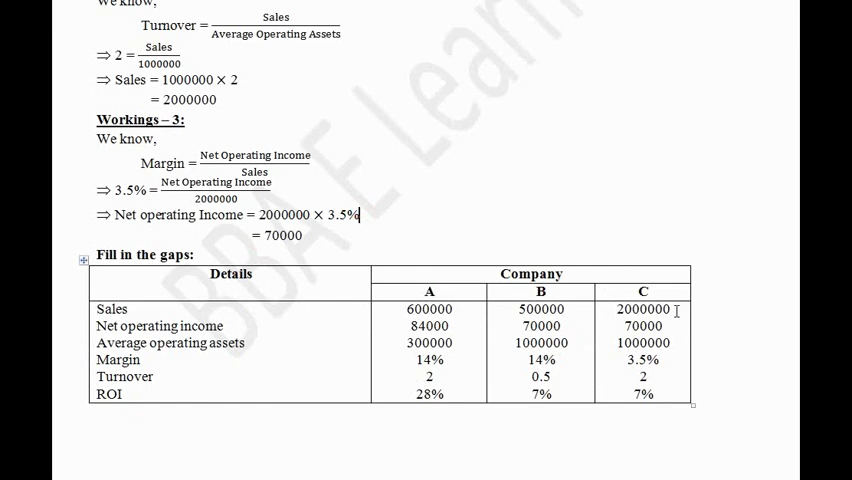 We know,
Turnover = Sales / Average Operating Assets
⇒ 2 = Sales / 1000000
⇒ Sales = 1000000 × 2
= 2000000
Workings – 3:
We know,
Margin = Net Operating Income / Sales
⇒ 3.5% = Net Operating Income / 2000000
⇒ Net operating Income = 2000000 × 3.5%
= 70000
Fill in the gaps:
Details Company
A B C
Sales 600000 500000 2000000
Net operating income 84000 70000 70000
Average operating assets 300000 1000000 1000000
Margin 14% 14% 3.5%
Turnover 2 0.5 2
ROI 28% 7% 7%
BBA E Learn